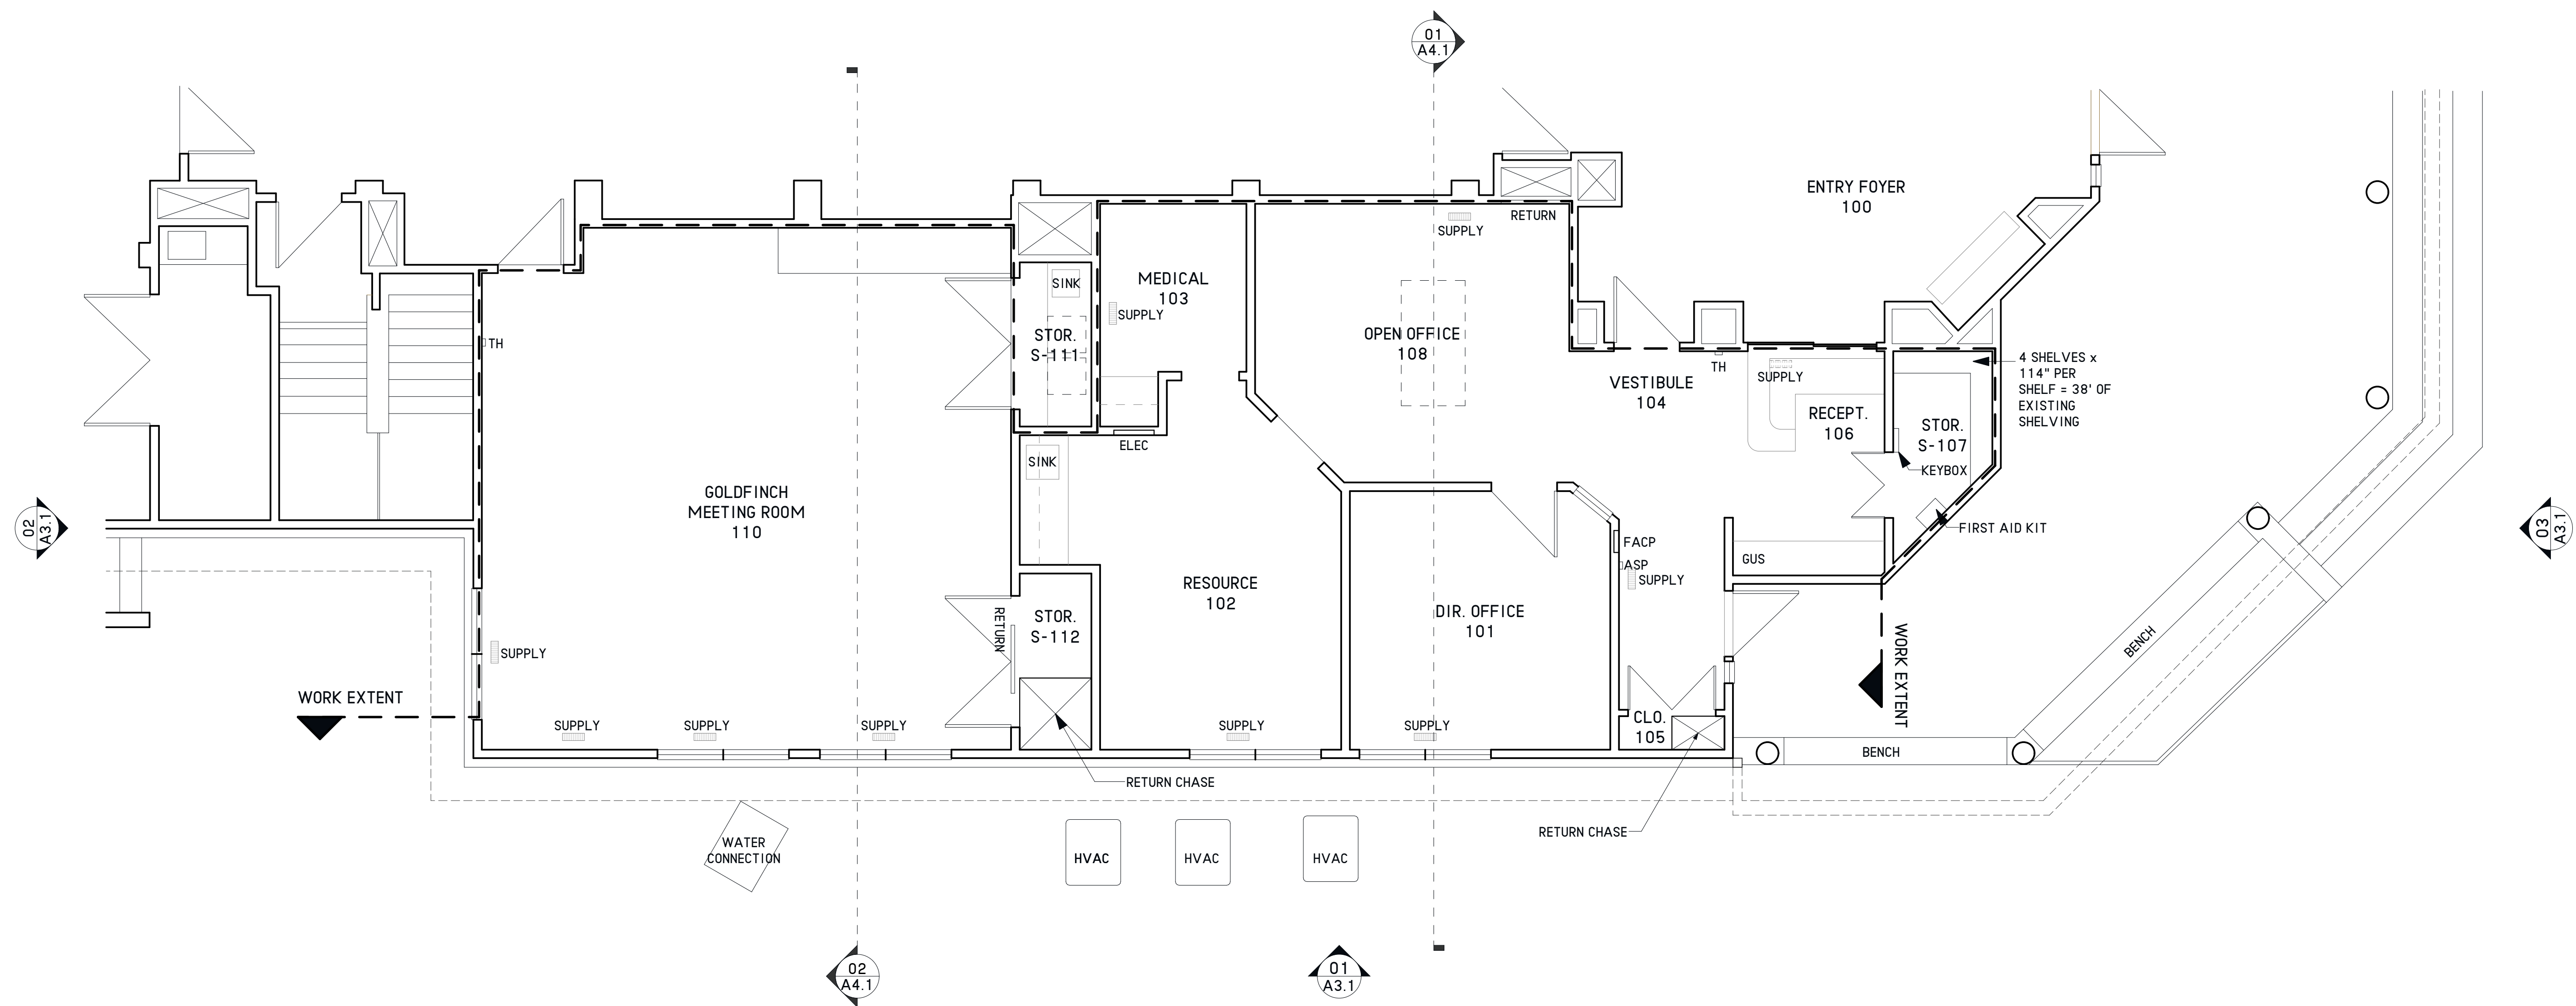 01
A4.1
ENTRY FOYER
100
RETURN
SUPPLY
MEDICAL
103
SINK
SUPPLY
STOR.
S-111
OPEN OFFICE
108
TH
TH
SUPPLY
VESTIBULE
104
RECEPT.
106
4 SHELVES x
114" PER
SHELF = 38' OF
EXISTING
SHELVING
STOR.
S-107
KEYBOX
ELEC
SINK
GOLDFINCH
MEETING ROOM
110
02
A3.1
03
A3.1
FIRST AID KIT
FACP
ASP
SUPPLY
GUS
RESOURCE
102
DIR. OFFICE
101
RETURN
STOR.
S-112
SUPPLY
WORK EXTENT
WORK EXTENT
BENCH
SUPPLY
SUPPLY
SUPPLY
SUPPLY
SUPPLY
CLO.
105
BENCH
RETURN CHASE
RETURN CHASE
WATER
CONNECTION
HVAC
HVAC
HVAC
02
A4.1
01
A3.1